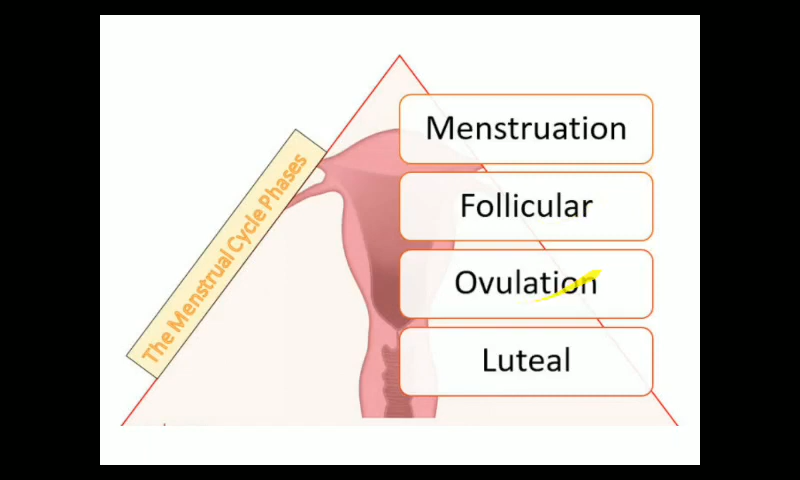 The Menstrual Cycle Phases
Menstruation
Follicular
Ovulation
Luteal